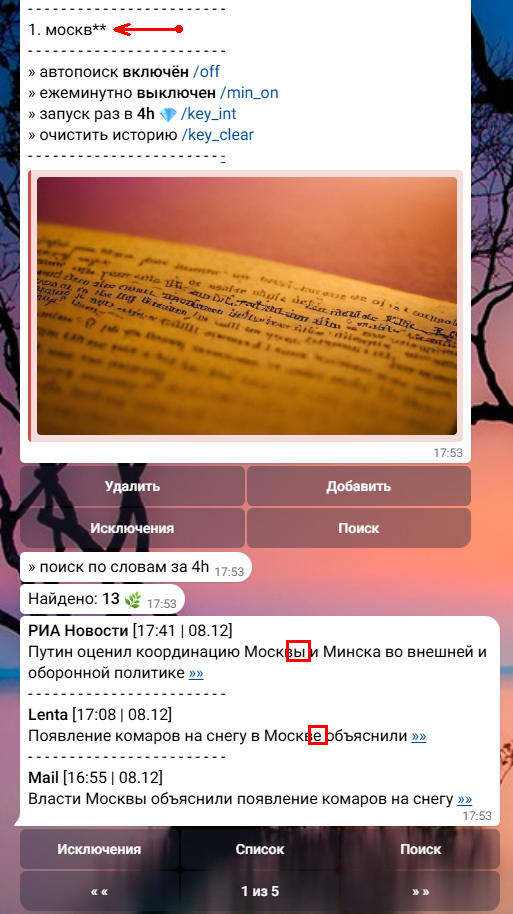 - - - - - - - - - - - - - - - - - - - - - - - -
1. москв**
- - - - - - - - - - - - - - - - - - - - - - - -
» автопоиск включён /off
» ежеминутно выключен /min_on
» запуск раз в 4h 💎 /key_int
» очистить историю /key_clear
- - - - - - - - - - - - - - - - - - - - - - - -
17:53
Удалить Добавить
Исключения Поиск
» поиск по словам за 4h 17:53
Найдено: 13 🌿 17:53
РИА Новости [17:41 | 08.12]
Путин оценил координацию Москвы и Минска во внешней и
оборонной политике »»
- - - - - - - - - - - - - - - - - - - - - - - -
Lenta [17:08 | 08.12]
Появление комаров на снегу в Москве объяснили »»
- - - - - - - - - - - - - - - - - - - - - - - -
Mail [16:55 | 08.12]
Власти Москвы объяснили появление комаров на снегу »»
17:53
Исключения Список Поиск
« « 1 из 5 » »